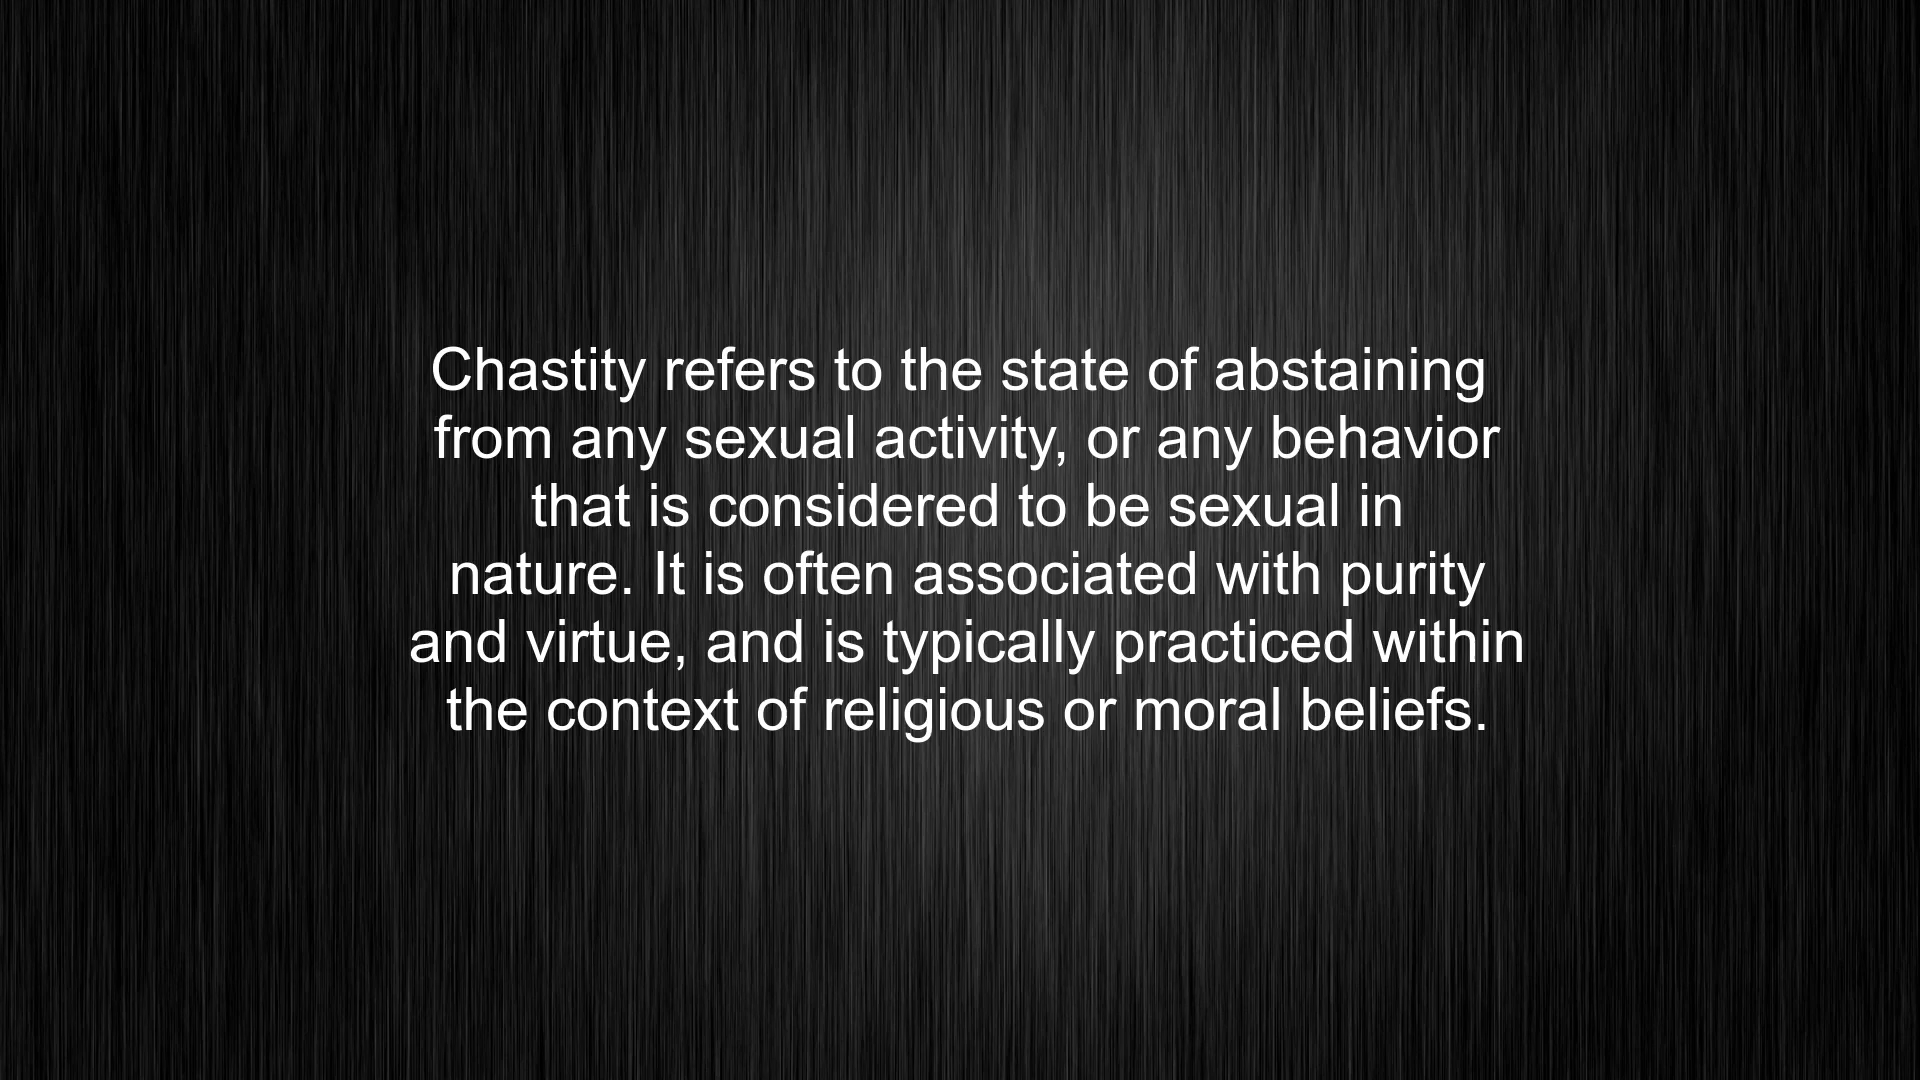 Chastity refers to the state of abstaining
from any sexual activity, or any behavior
that is considered to be sexual in
nature. It is often associated with purity
and virtue, and is typically practiced within
the context of religious or moral beliefs.